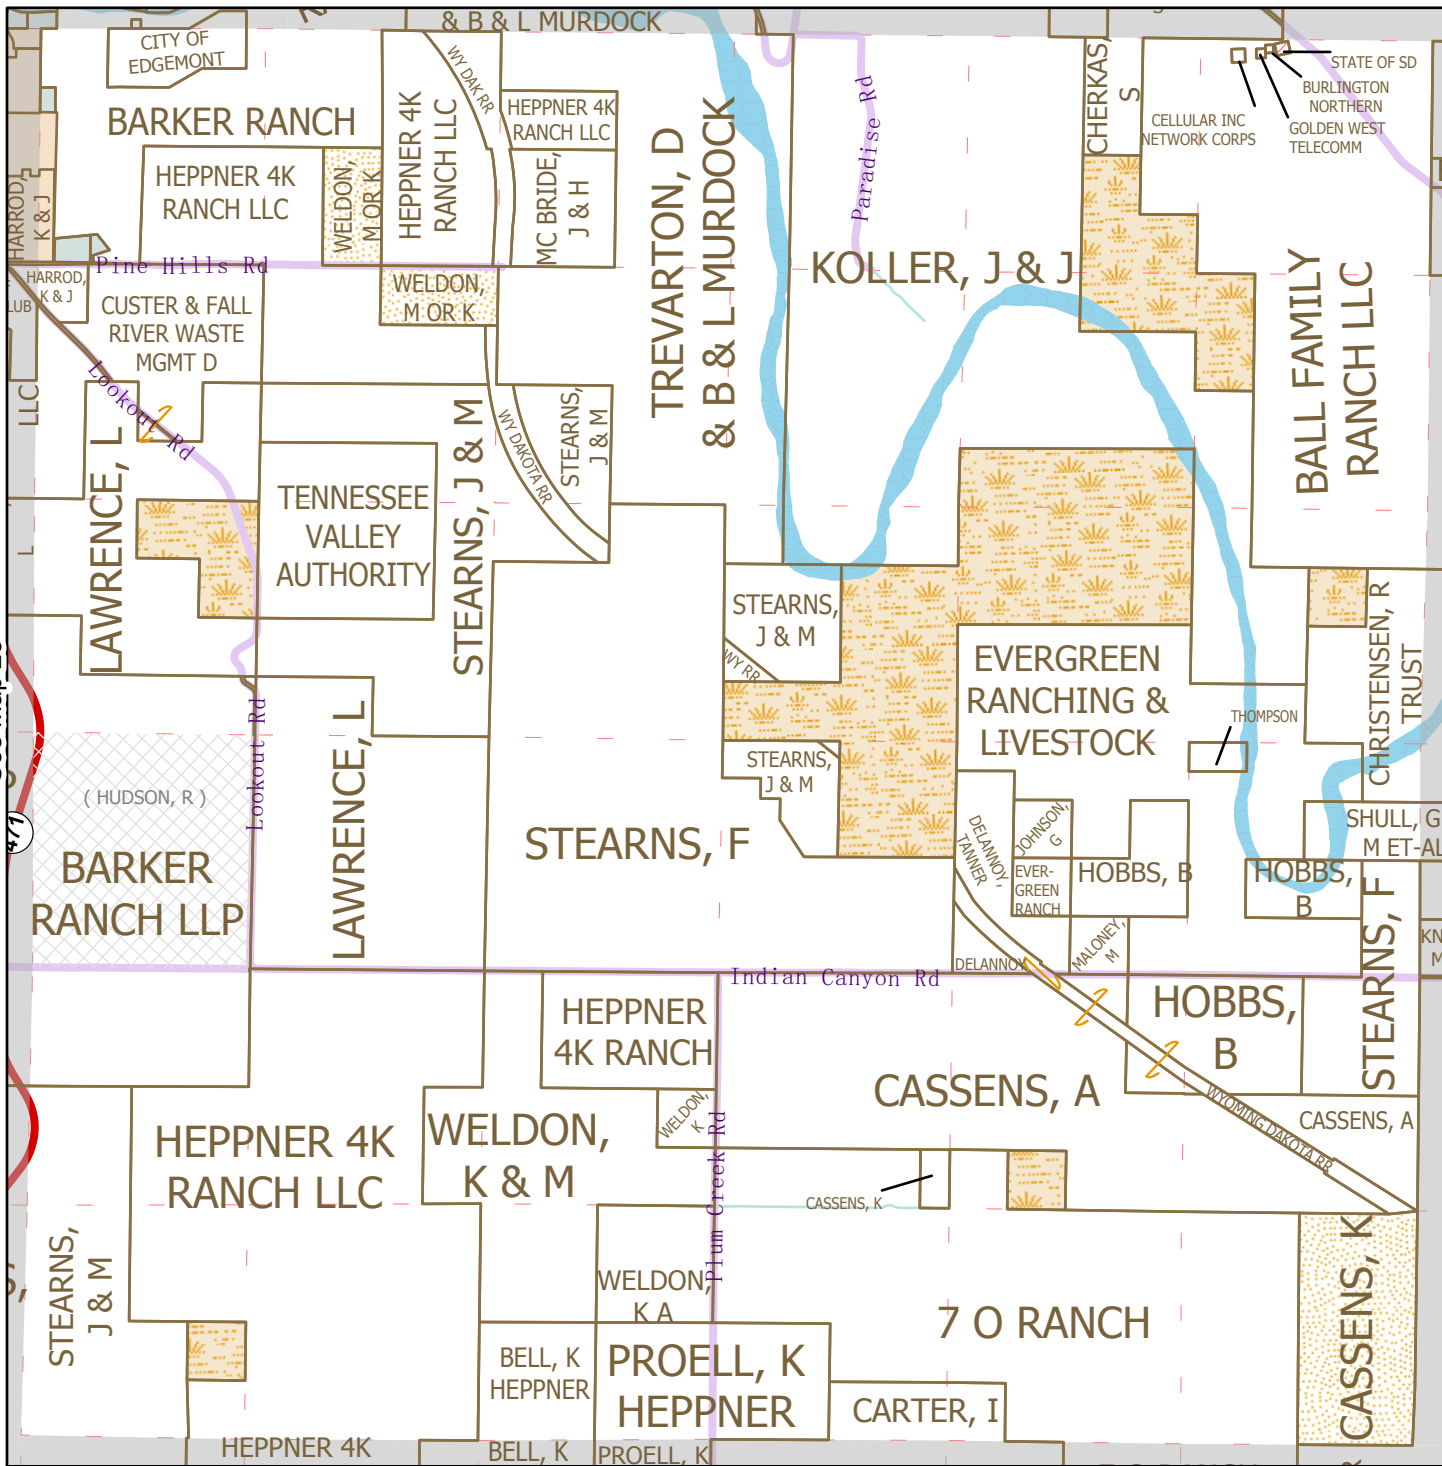 & B & L MURDOCK
CITY OF
EDGEMONT
BARKER RANCH
WY DAK RR
HEPPNER 4K
RANCH LLC
HEPPNER 4K
RANCH LLC
MC BRIDE,
J & H
HEPPNER 4K
RANCH LLC
WELDON,
M OR K
HARROD,
K & J
Pine Hills Rd
HARROD,
K & J
LUB
CUSTER & FALL
RIVER WASTE
MGMT D
WELDON,
M OR K
TREVARTON, D
& B & L MURDOCK
Paradise Rd
KOLLER, J & J
CHERKAS,
S
STATE OF SD
BURLINGTON
NORTHERN
CELLULAR INC
NETWORK CORPS
GOLDEN WEST
TELECOMM
BALL FAMILY
RANCH LLC
LLC
L
Lookout Rd
LAWRENCE, L
TENNESSEE
VALLEY
AUTHORITY
STEARNS, J & M
WY DAKOTA RR
STEARNS,
J & M
STEARNS,
J & M
WY RR
STEARNS,
J & M
EVERGREEN
RANCHING &
LIVESTOCK
THOMPSON
CHRISTENSEN, R
TRUST
471
( HUDSON, R )
BARKER
RANCH LLP
Lookout Rd
LAWRENCE, L
STEARNS, F
DELANNOY,
TANNER
JOHNSON,
G
EVER-
GREEN
RANCH
HOBBS, B
HOBBS,
B
SHULL, G
M ET-AL
STEARNS, F
KN
M
DELANNOY
MALONEY,
M
Indian Canyon Rd
HEPPNER
4K RANCH
HOBBS,
B
CASSENS, A
CASSENS, A
WYOMING DAKOTA RR
WELDON,
K
HEPPNER 4K
RANCH LLC
WELDON,
K & M
Plum Creek Rd
CASSENS, K
STEARNS,
J & M
WELDON,
K A
7 O RANCH
CASSENS, K
BELL, K
HEPPNER
PROELL, K
HEPPNER
CARTER, I
HEPPNER 4K
BELL, K
PROELL, K